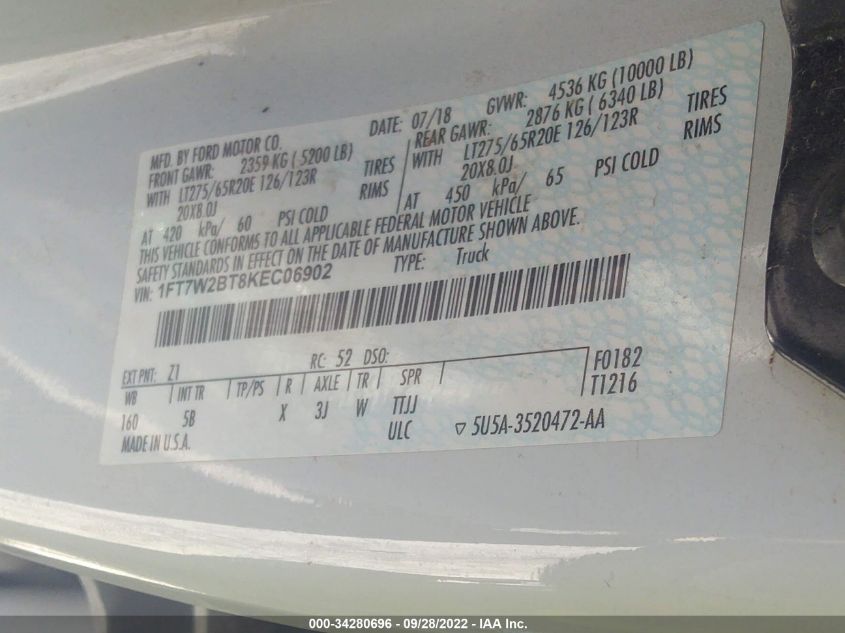 MFD. BY FORD MOTOR CO.
DATE: 07/18 GVWR: 4536 KG (10000 LB)
FRONT GAWR: 2359 KG ( 5200 LB) REAR GAWR: 2876 KG ( 6340 LB)
WITH LT275/65R20E 126/123R TIRES WITH LT275/65R20E 126/123R TIRES
20X8.0J RIMS 20X8.0J RIMS
AT 420 kPa/ 60 PSI COLD AT 450 kPa/ 65 PSI COLD
THIS VEHICLE CONFORMS TO ALL APPLICABLE FEDERAL MOTOR VEHICLE
SAFETY STANDARDS IN EFFECT ON THE DATE OF MANUFACTURE SHOWN ABOVE.
VIN: 1FT7W2BT8KEC06902 TYPE: Truck
EXT PNT: Z1 RC: 52 DSO: F0182
WB INT TR TP/PS R AXLE TR SPR T1216
160 5B X 3J W TTJJ
MADE IN U.S.A. ULC 5U5A-3520472-AA
000-34280696 - 09/28/2022 - IAA Inc.